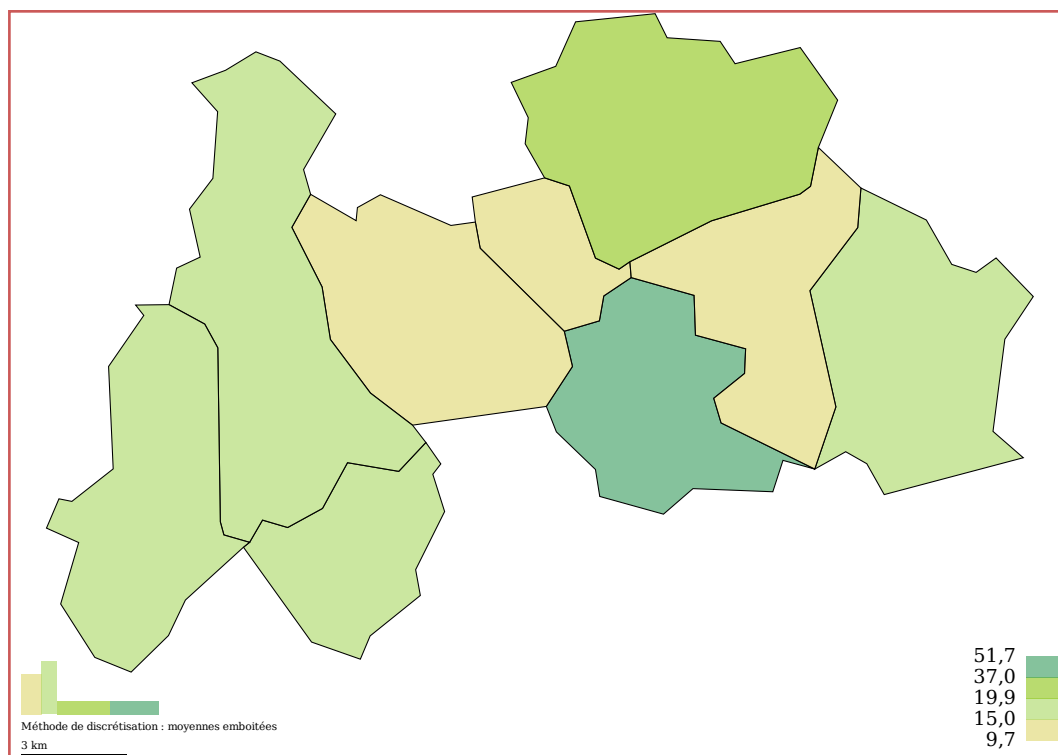 51,7
37,0
19,9
15,0
9,7
Méthode de discrétisation : moyennes emboitées
3 km